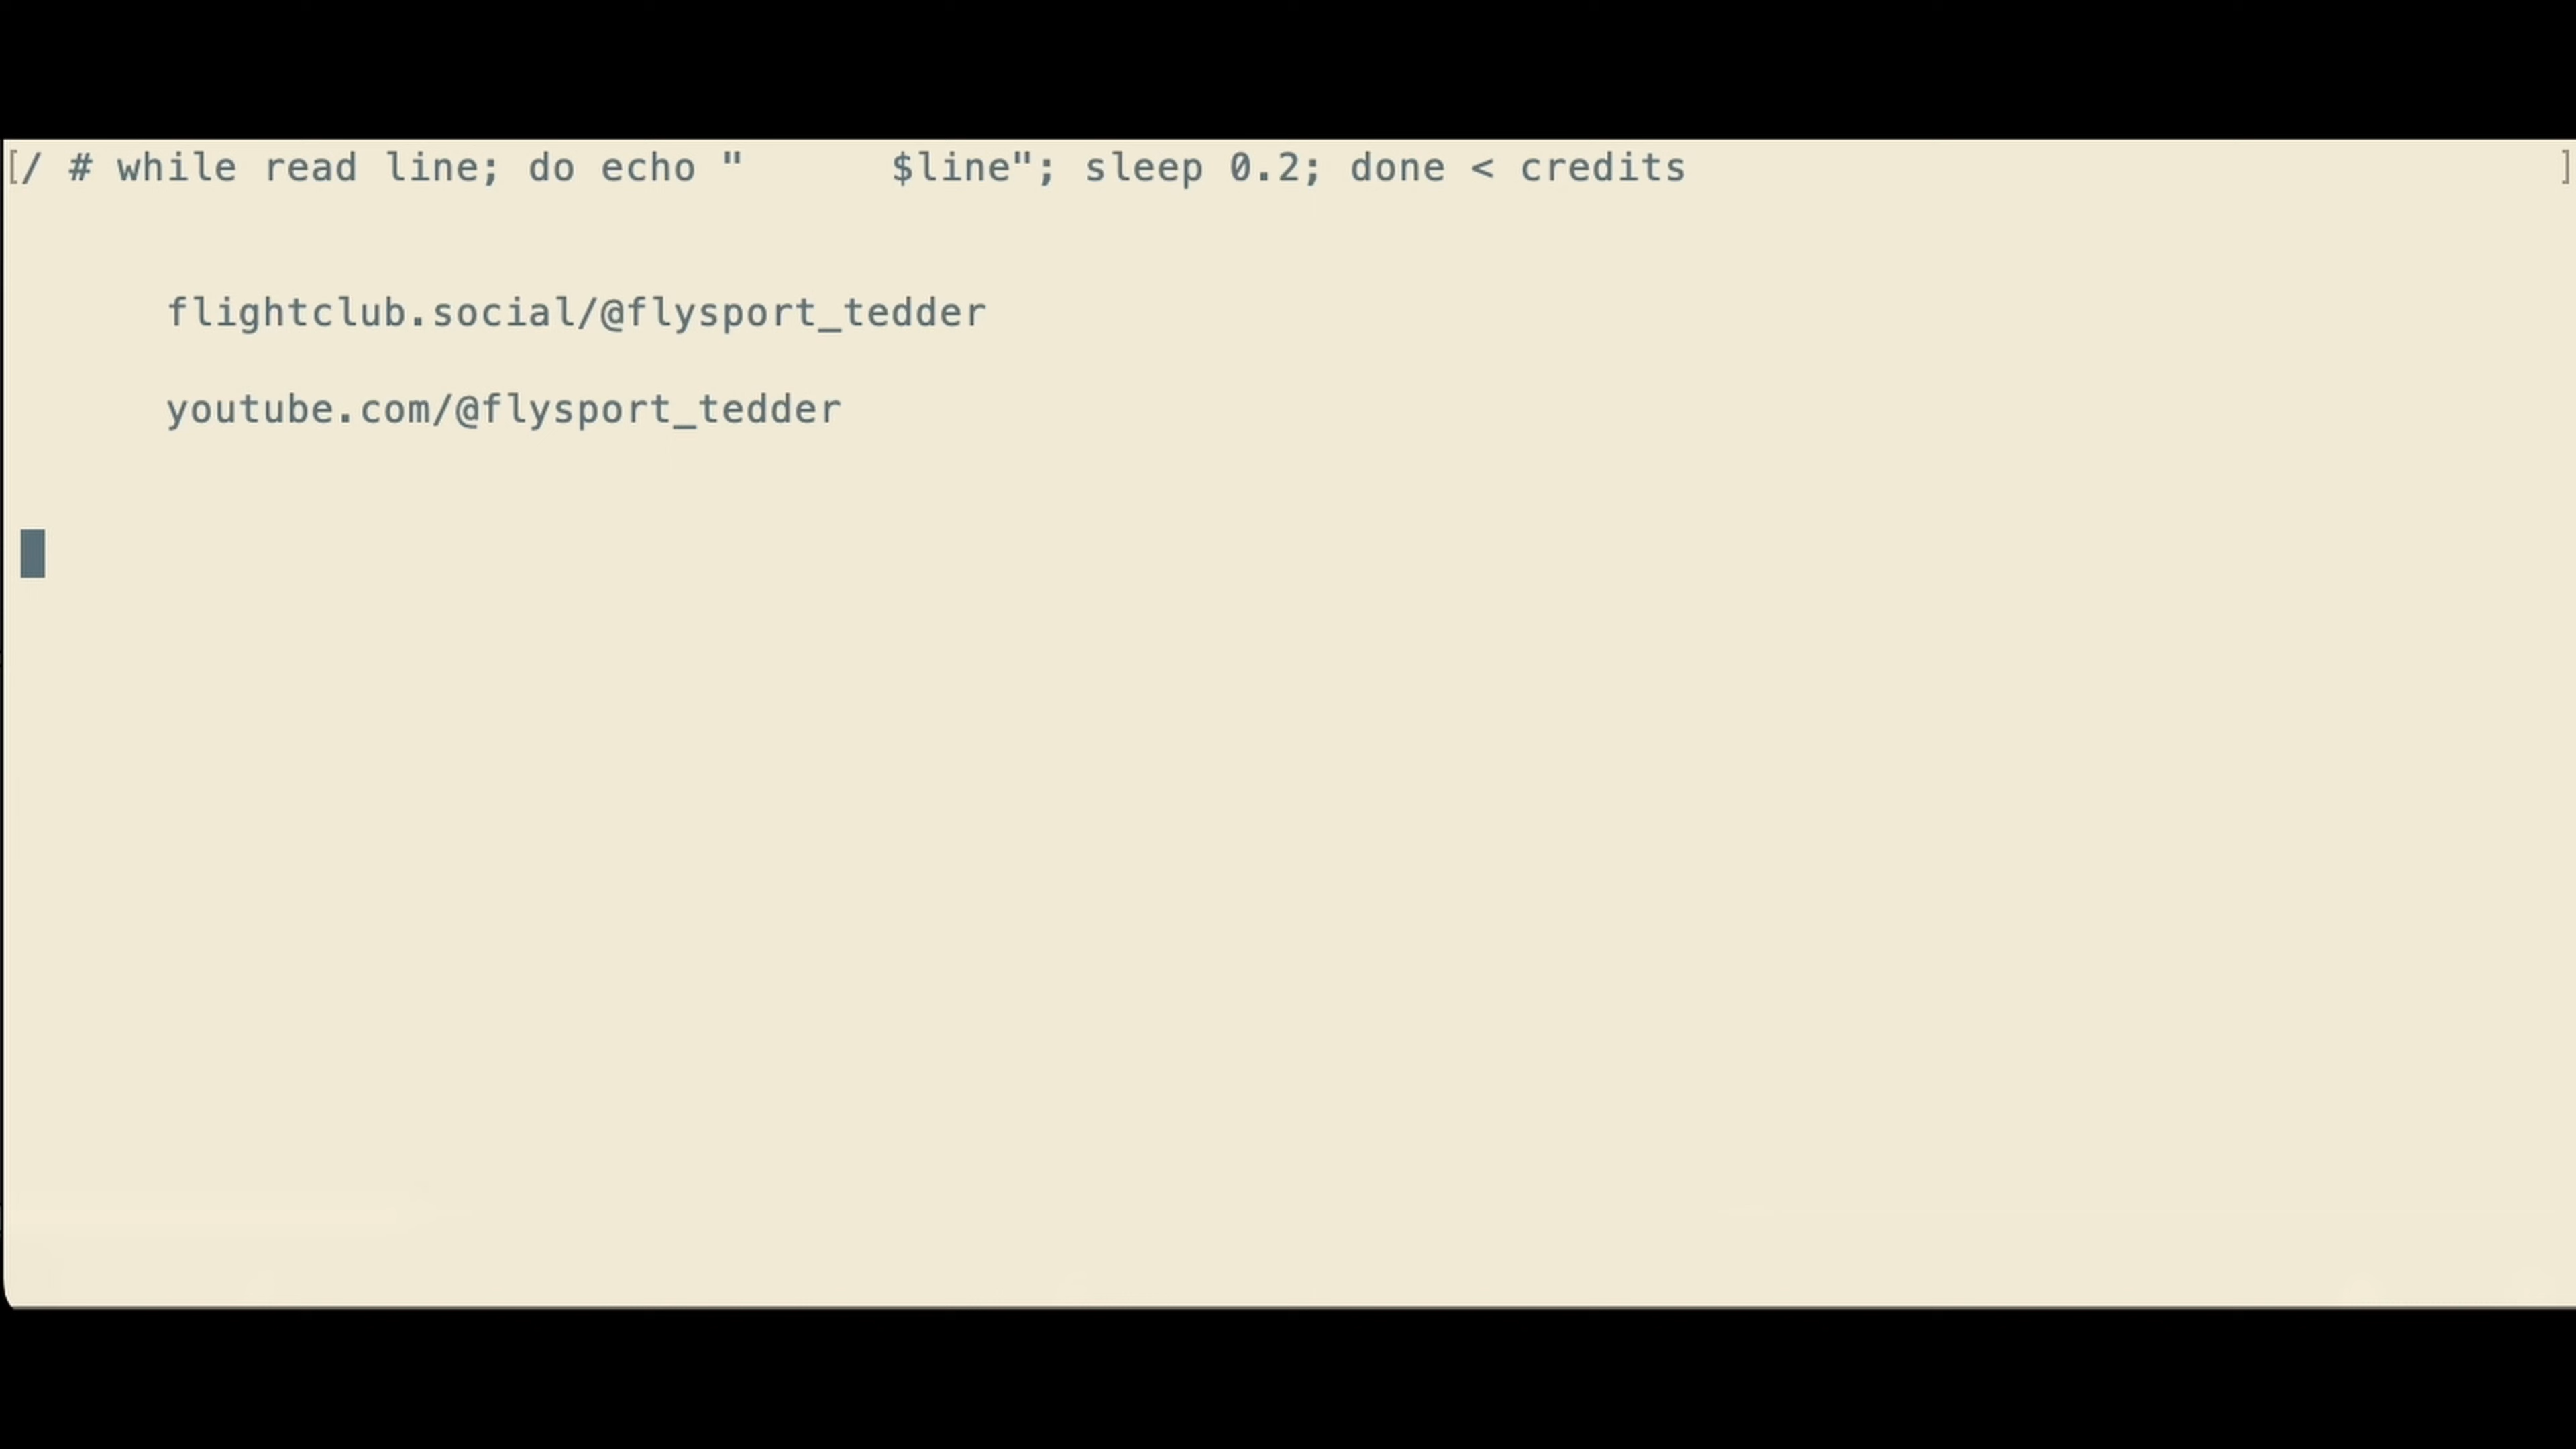 [/ # while read line; do echo "      $line"; sleep 0.2; done < credits ]
flightclub.social/@flysport_tedder
youtube.com/@flysport_tedder